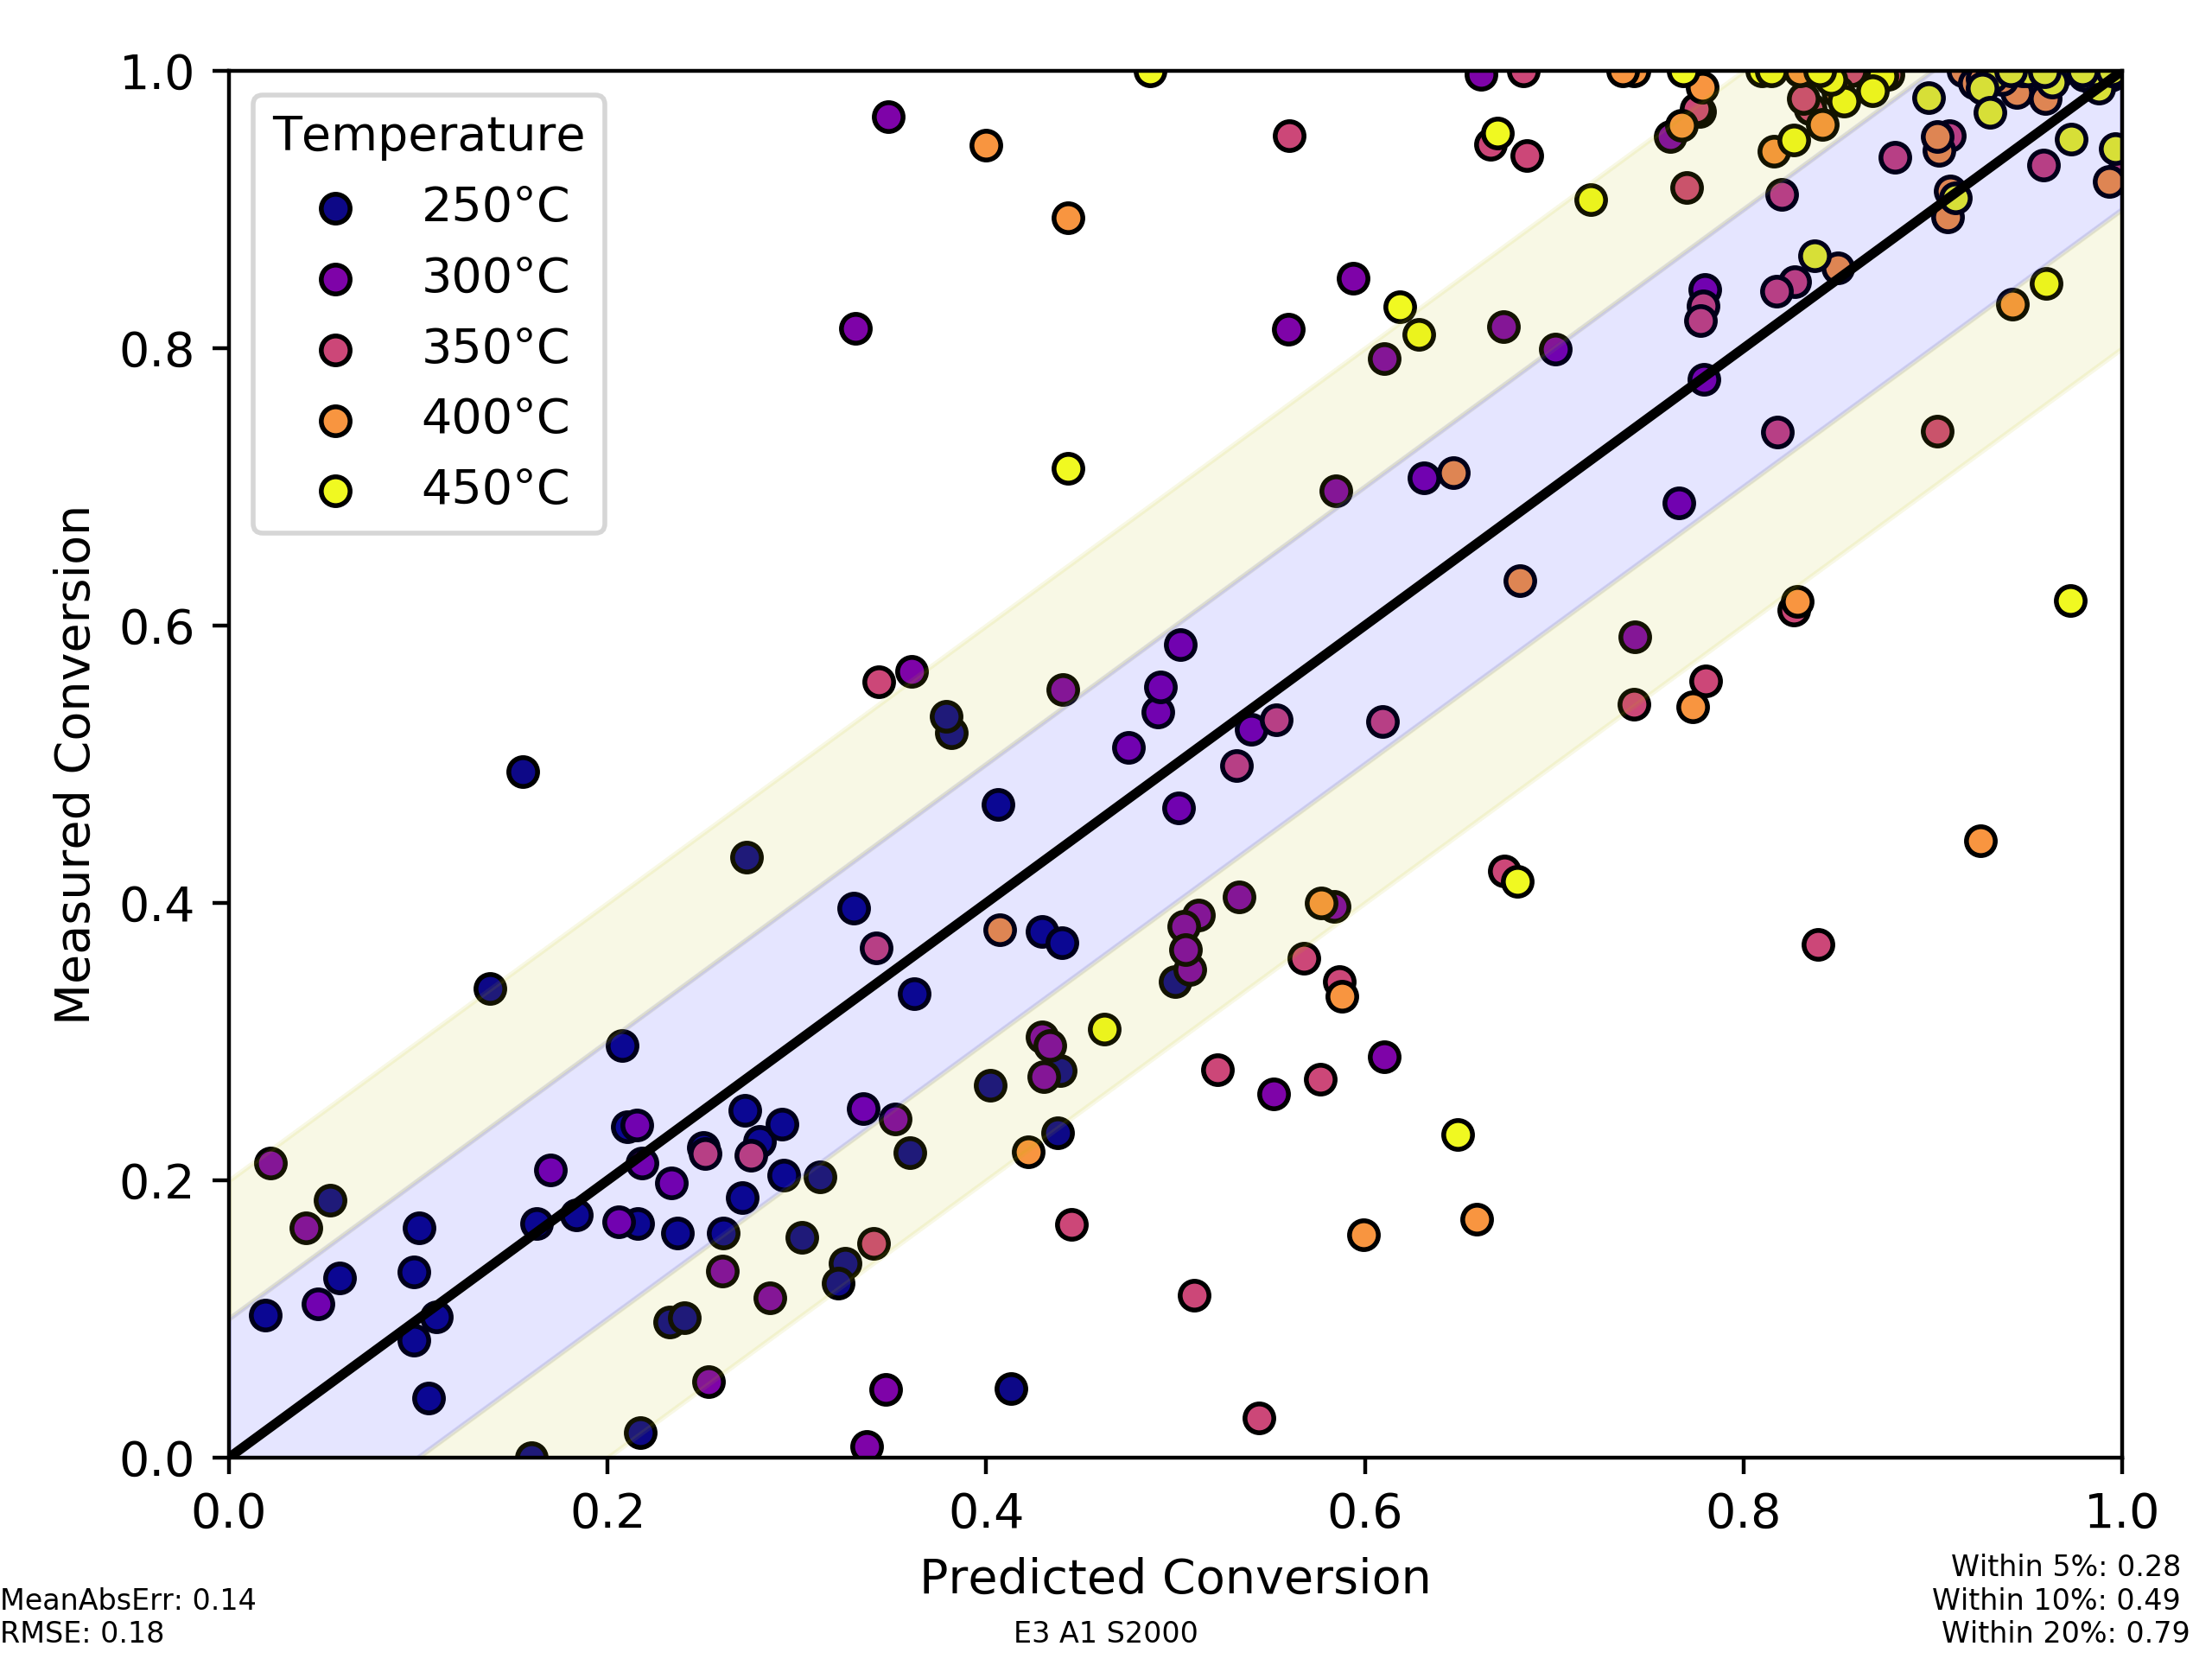 1.0
0.8
0.6
0.4
0.2
0.0
Measured Conversion
Temperature
250°C
300°C
350°C
400°C
450°C
0.0 0.2 0.4 0.6 0.8 1.0
Predicted Conversion
MeanAbsErr: 0.14
RMSE: 0.18
E3 A1 S2000
Within 5%: 0.28
Within 10%: 0.49
Within 20%: 0.79